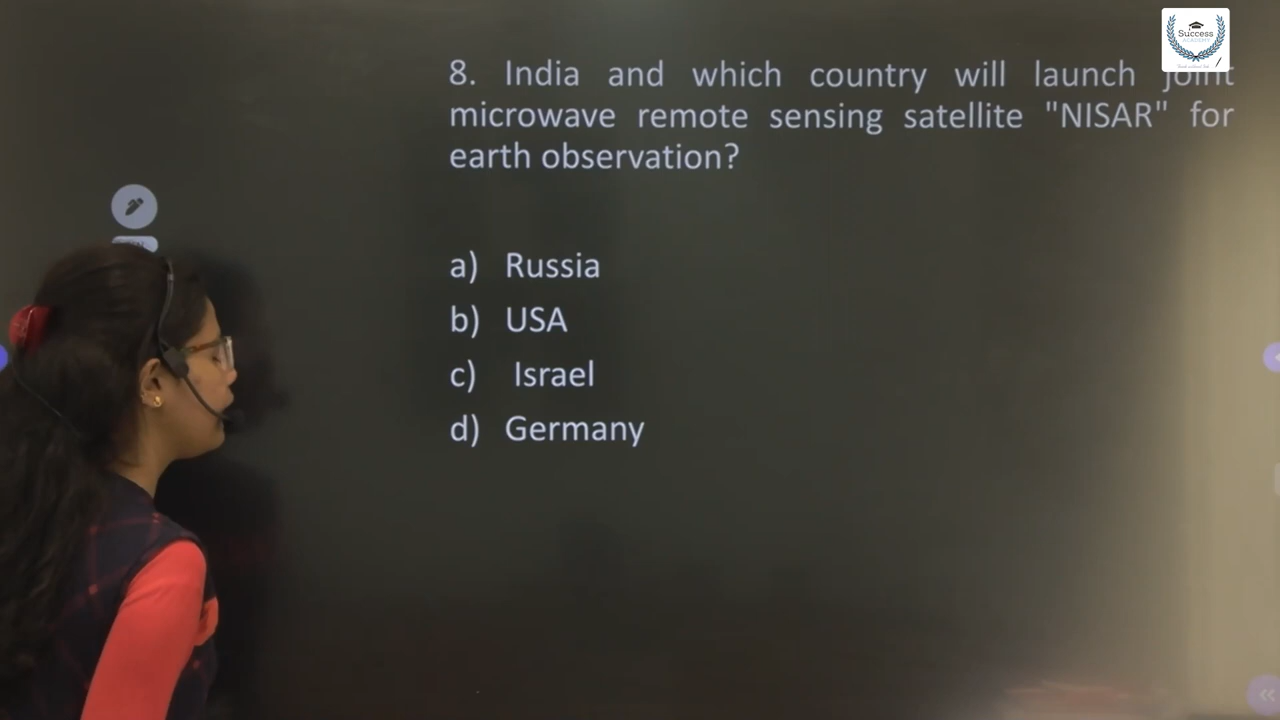 Success
ACADEMY
8. India and which country will launch joint
microwave remote sensing satellite "NISAR" for
earth observation?
a) Russia
b) USA
c) Israel
d) Germany